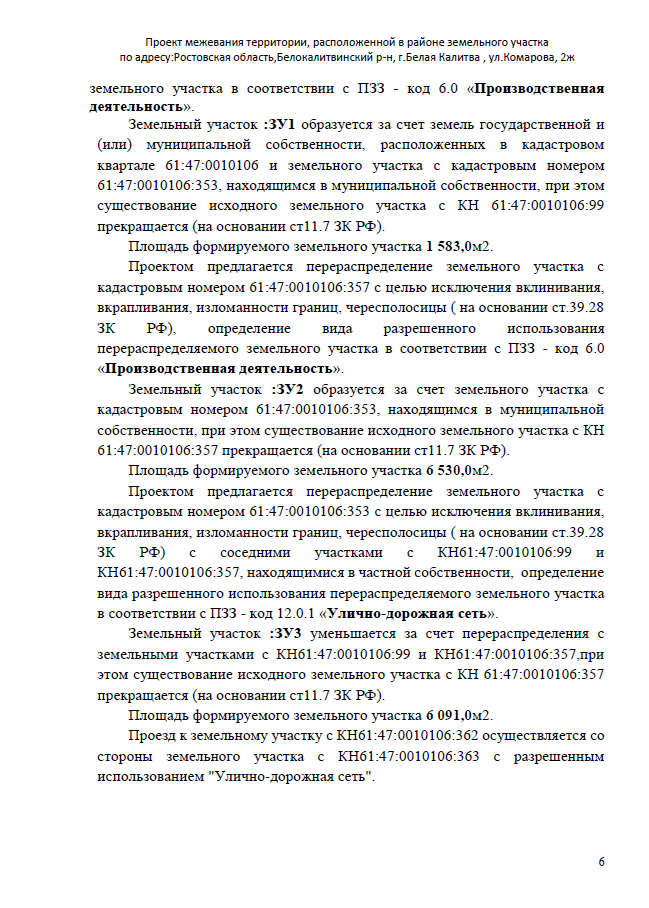 Проект межевания территории, расположенной в районе земельного участка
по адресу:Ростовская область,Белокалитвинский р-н, г.Белая Калитва , ул.Комарова, 2ж
земельного участка в соответствии с ПЗЗ - код 6.0 «Производственная
деятельность».
Земельный участок :ЗУ1 образуется за счет земель государственной и
(или) муниципальной собственности, расположенных в кадастровом
квартале 61:47:0010106 и земельного участка с кадастровым номером
61:47:0010106:353, находящимся в муниципальной собственности, при этом
существование исходного земельного участка с КН 61:47:0010106:99
прекращается (на основании ст11.7 ЗК РФ).
Площадь формируемого земельного участка 1 583,0м2.
Проектом предлагается перераспределение земельного участка с
кадастровым номером 61:47:0010106:357 с целью исключения вклинивания,
вкрапливания, изломанности границ, чересполосицы ( на основании ст.39.28
ЗК РФ), определение вида разрешенного использования
перераспределяемого земельного участка в соответствии с ПЗЗ - код 6.0
«Производственная деятельность».
Земельный участок :ЗУ2 образуется за счет земельного участка с
кадастровым номером 61:47:0010106:353, находящимся в муниципальной
собственности, при этом существование исходного земельного участка с КН
61:47:0010106:357 прекращается (на основании ст11.7 ЗК РФ).
Площадь формируемого земельного участка 6 530,0м2.
Проектом предлагается перераспределение земельного участка с
кадастровым номером 61:47:0010106:353 с целью исключения вклинивания,
вкрапливания, изломанности границ, чересполосицы ( на основании ст.39.28
ЗК РФ) с соседними участками с КН61:47:0010106:99 и
КН61:47:0010106:357, находящимися в частной собственности, определение
вида разрешенного использования перераспределяемого земельного участка
в соответствии с ПЗЗ - код 12.0.1 «Улично-дорожная сеть».
Земельный участок :ЗУ3 уменьшается за счет перераспределения с
земельными участками с КН61:47:0010106:99 и КН61:47:0010106:357,при
этом существование исходного земельного участка с КН 61:47:0010106:357
прекращается (на основании ст11.7 ЗК РФ).
Площадь формируемого земельного участка 6 091,0м2.
Проезд к земельному участку с КН61:47:0010106:362 осуществляется со
стороны земельного участка с КН61:47:0010106:363 с разрешенным
использованием "Улично-дорожная сеть".
6